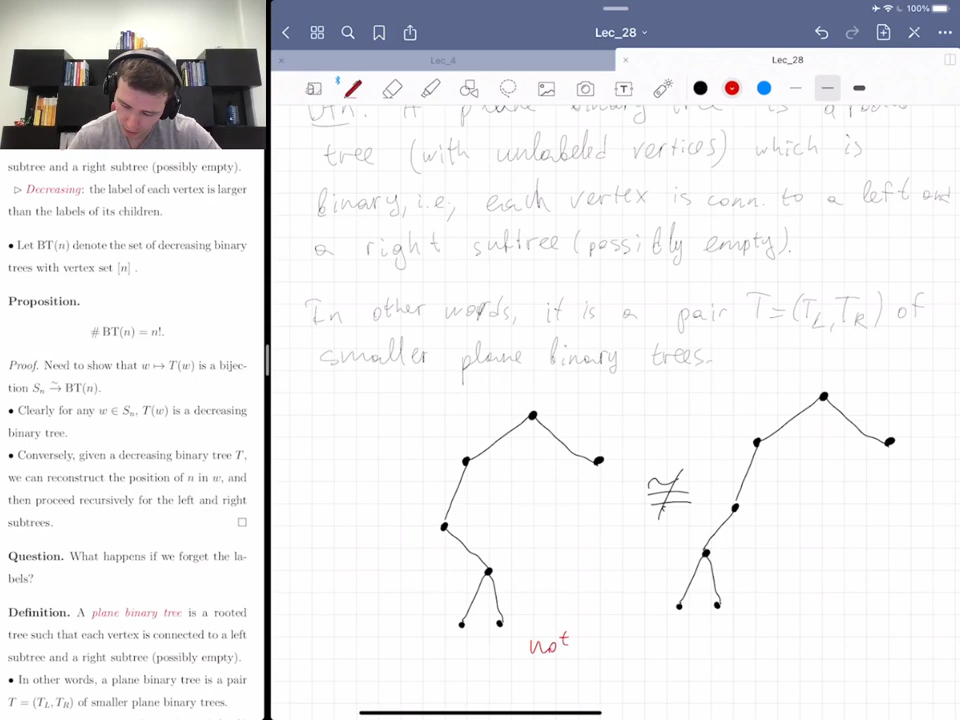 100%
Lec_28
Lec_4
Lec_28
subtree and a right subtree (possibly empty).
▷ Decreasing: the label of each vertex is larger
than the labels of its children.
• Let BT(n) denote the set of decreasing binary
trees with vertex set [n] .
Proposition.
# BT(n) = n!.
Proof. Need to show that w ↦ T(w) is a bijec-
tion Sₙ ⥲ BT(n).
• Clearly for any w ∈ Sₙ, T(w) is a decreasing
binary tree.
• Conversely, given a decreasing binary tree T,
we can reconstruct the position of n in w, and
then proceed recursively for the left and right
subtrees. □
Question. What happens if we forget the la-
bels?
Definition. A plane binary tree is a rooted
tree such that each vertex is connected to a left
subtree and a right subtree (possibly empty).
• In other words, a plane binary tree is a pair
T = (T_L, T_R) of smaller plane binary trees.
Dfn. A plane binary tree is a
tree (with unlabeled vertices) which is
binary, i.e., each vertex is conn. to a left and
a right subtree (possibly empty).
In other words, it is a pair T=(T_L, T_R) of
smaller plane binary trees.
≇
not